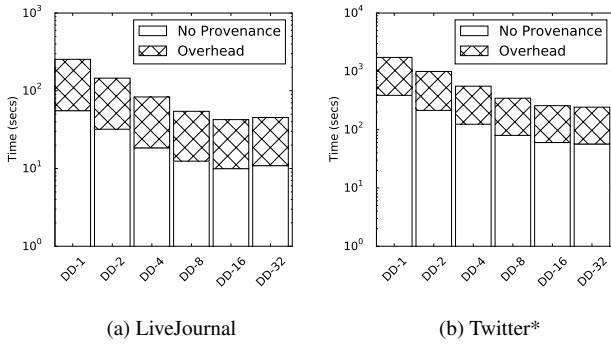 10³
10²
10¹
10⁰
Time (secs)
No Provenance
Overhead
DD-1
DD-2
DD-4
DD-8
DD-16
DD-32
(a) LiveJournal
10⁴
10³
10²
10¹
10⁰
Time (secs)
No Provenance
Overhead
DD-1
DD-2
DD-4
DD-8
DD-16
DD-32
(b) Twitter*